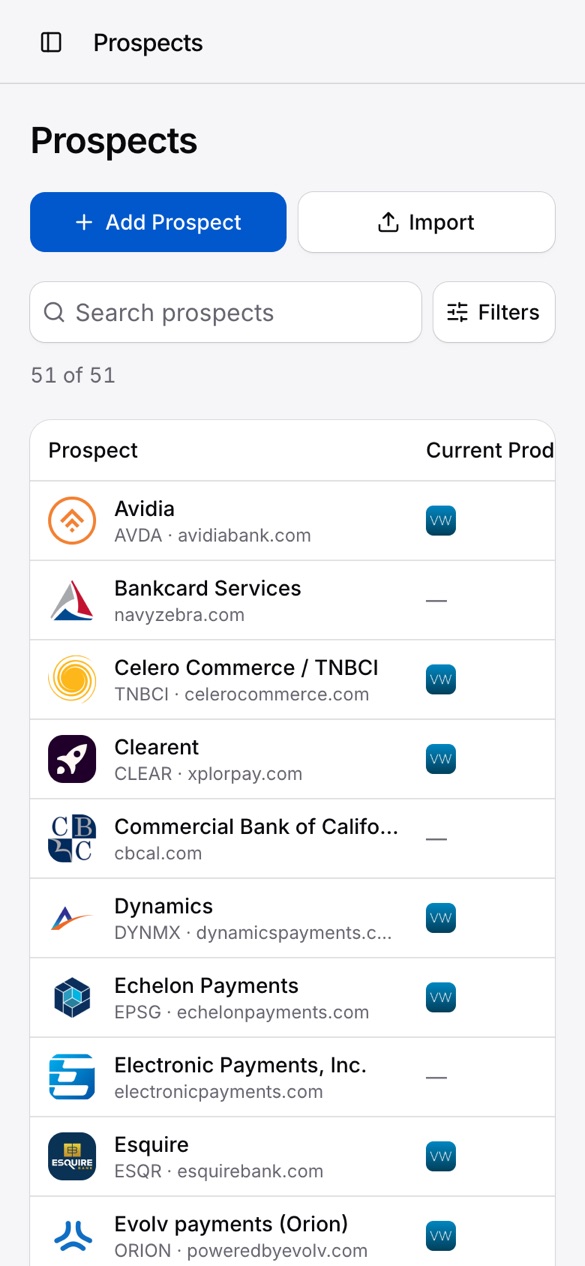 Prospects
Prospects
+ Add Prospect
Import
Search prospects
Filters
51 of 51
Prospect
Current Prod
Avidia
AVDA · avidiabank.com
VW
Bankcard Services
navyzebra.com
—
Celero Commerce / TNBCI
TNBCI · celerocommerce.com
VW
Clearent
CLEAR · xplorpay.com
VW
CB
C
Commercial Bank of Califo...
cbcal.com
—
Dynamics
DYNMX · dynamicspayments.c...
VW
Echelon Payments
EPSG · echelonpayments.com
VW
Electronic Payments, Inc.
electronicpayments.com
—
ESQUIRE
BANK
Esquire
ESQR · esquirebank.com
VW
Evolv payments (Orion)
ORION · poweredbyevolv.com
VW